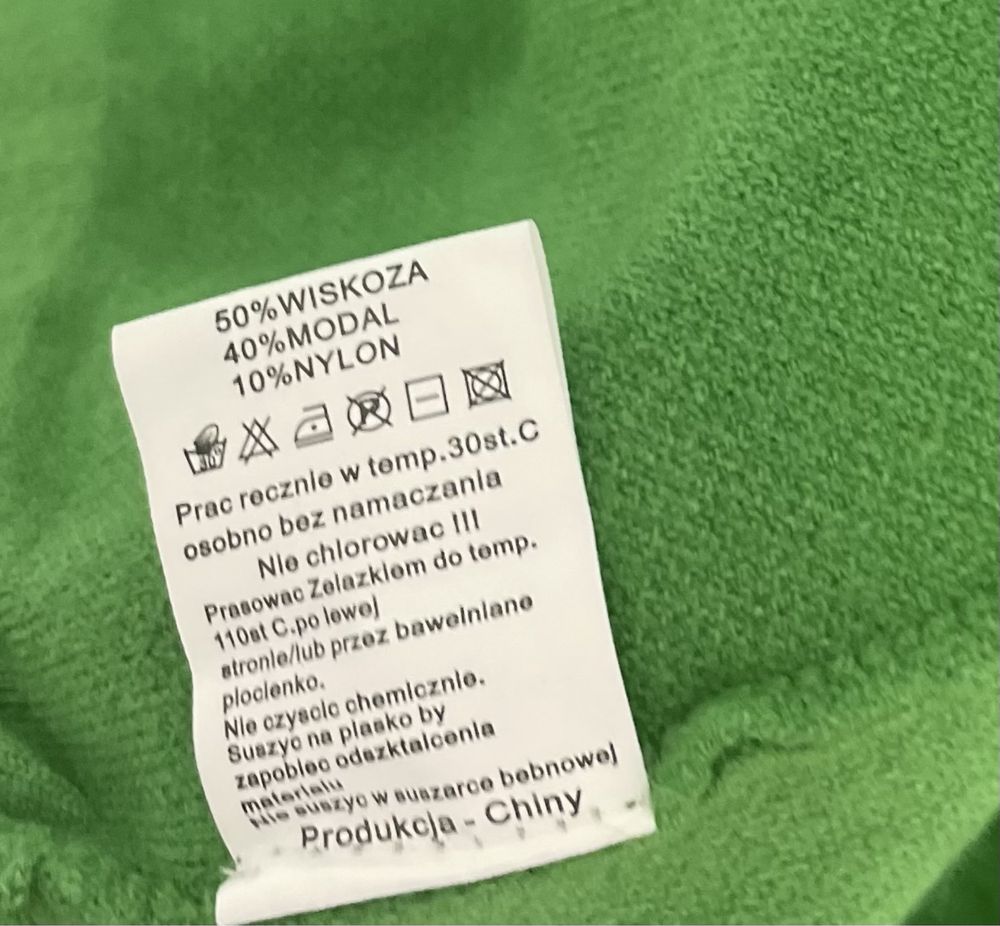 50%WISKOZA
40%MODAL
10%NYLON
30°
Prac recznie w temp.30st.C
osobno bez namaczania
Nie chlorowac !!!
Prasowac Zelazkiem do temp.
110st C.po lewej
stronie/lub przez bawelniane
plocienko.
Nie czyscic chemicznie.
Suszyc na plasko by
zapobiec odszktalcenia
materialu
Nie suszyc w suszarce bebnowej
Produkcja - Chiny